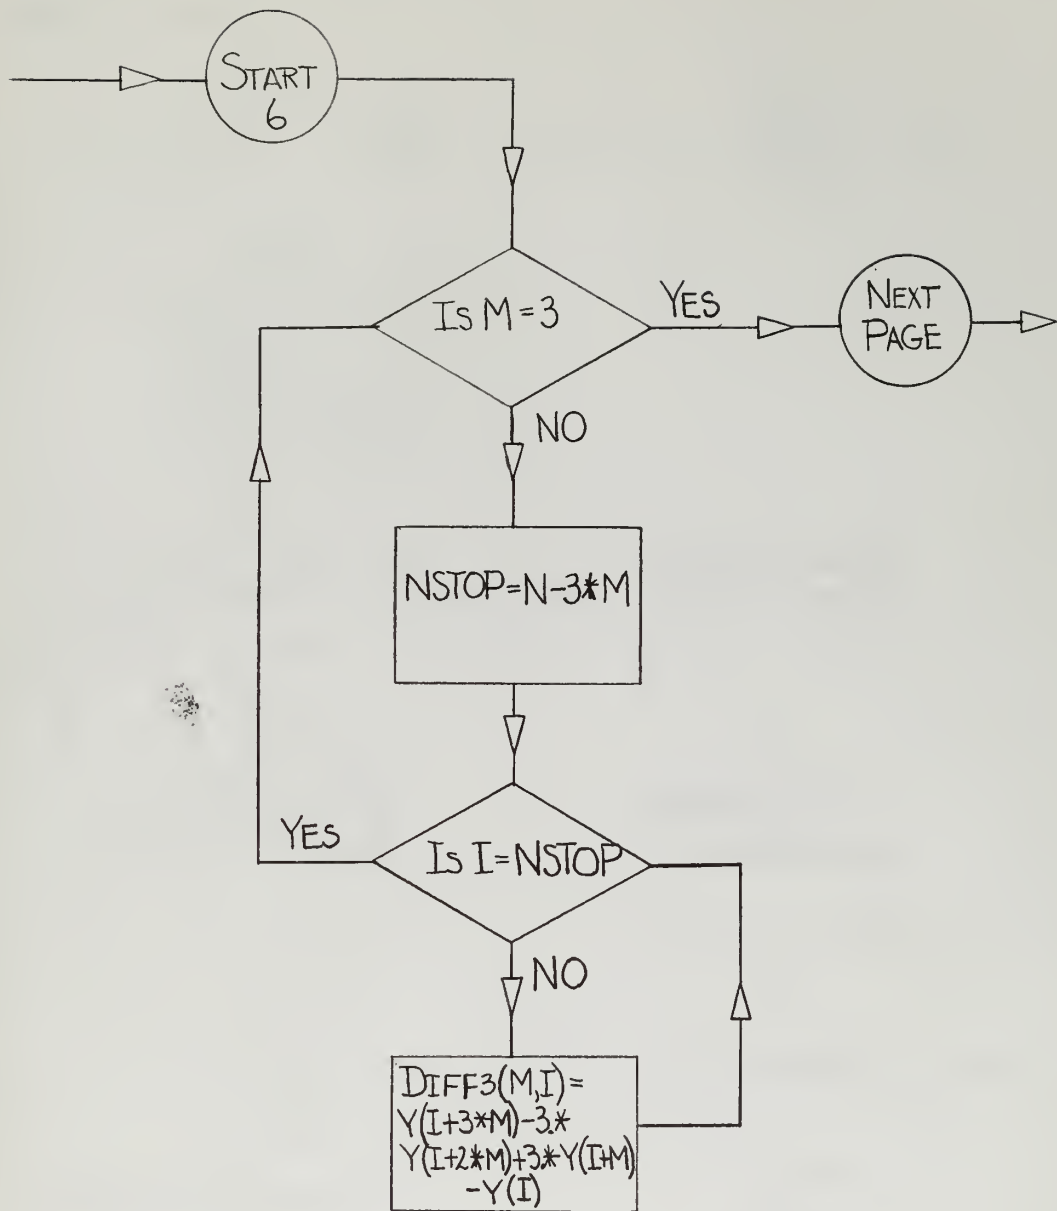 START
6
Is M = 3
YES
NEXT
PAGE
NO
NSTOP=N-3*M
YES
Is I=NSTOP
NO
DIFF3(M,I)=
Y(I+3*M)-3.*
Y(I+2*M)+3.*Y(I+M)
-Y(I)